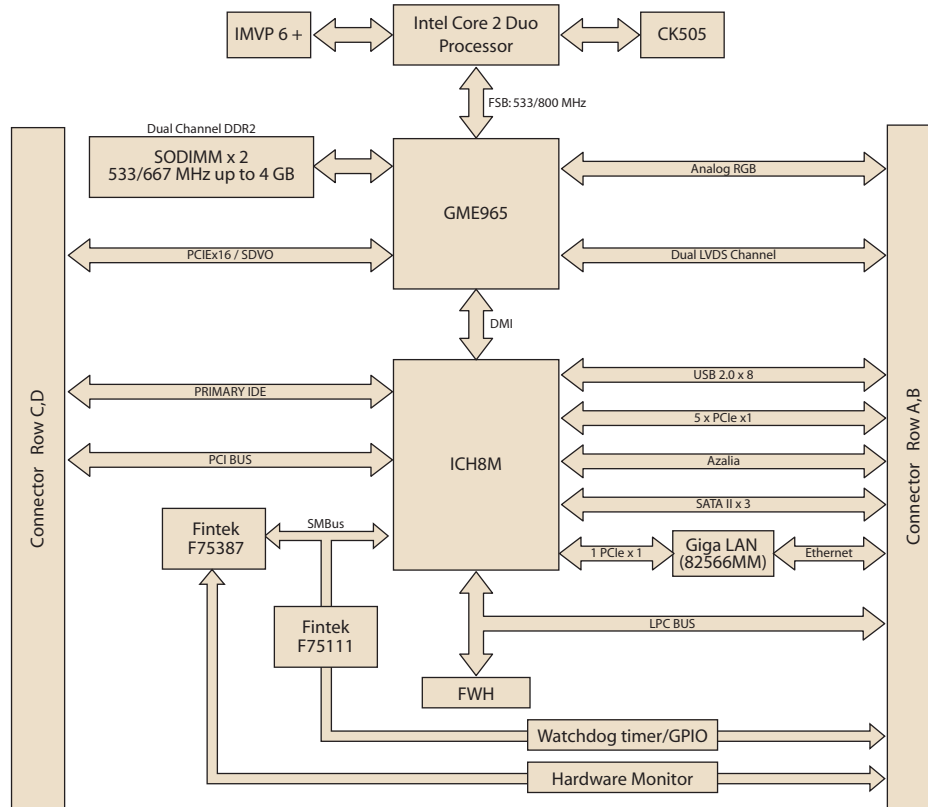 IMVP 6 +
Intel Core 2 Duo
Processor
CK505
FSB: 533/800 MHz
Dual Channel DDR2
SODIMM x 2
533/667 MHz up to 4 GB
GME965
Analog RGB
PCIEx16 / SDVO
Dual LVDS Channel
DMI
Connector Row C,D
Connector Row A,B
PRIMARY IDE
PCI BUS
ICH8M
USB 2.0 x 8
5 x PCIe x1
Azalia
SATA II x 3
Fintek
F75387
SMBus
1 PCIe x 1
Giga LAN
(82566MM)
Ethernet
Fintek
F75111
LPC BUS
FWH
Watchdog timer/GPIO
Hardware Monitor